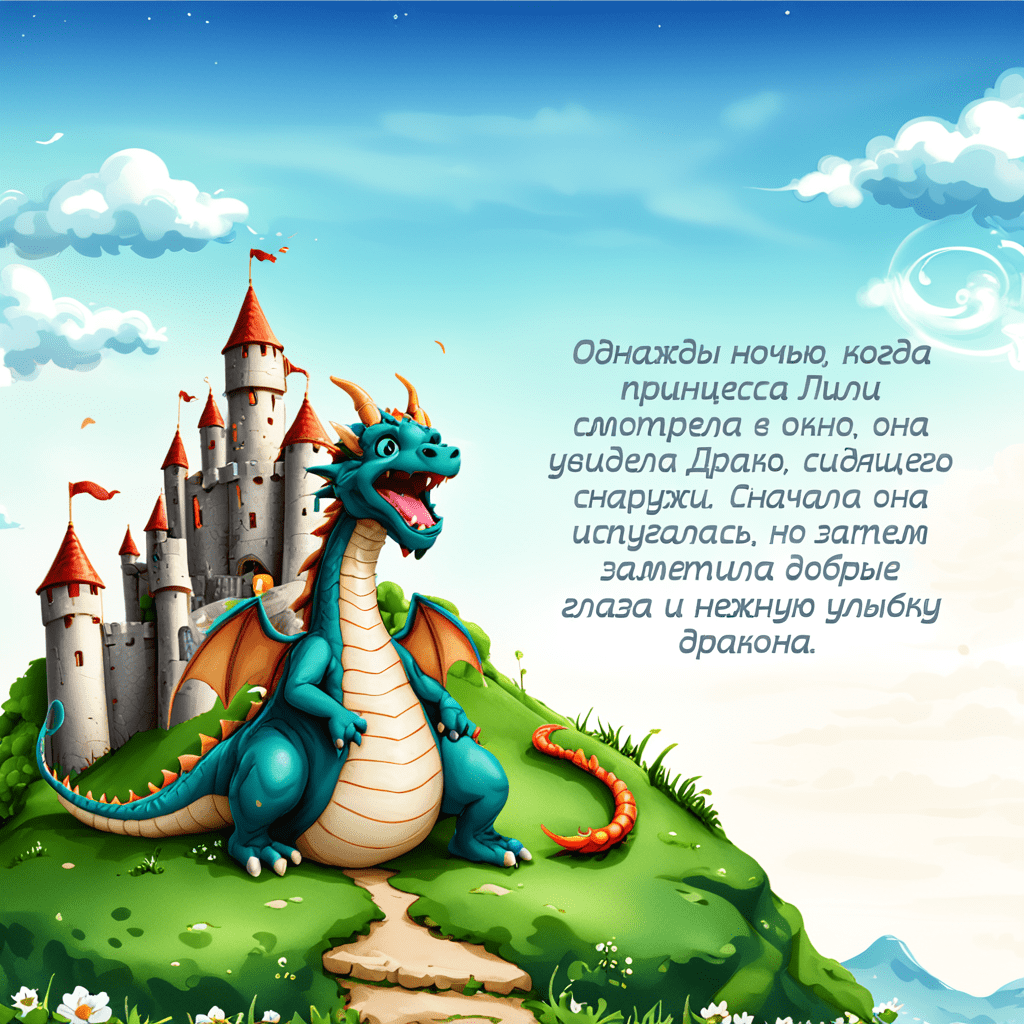 Однажды ночью, когда
принцесса Лили
смотрела в окно, она
увидела Драко, сидящего
снаружи. Сначала она
испугалась, но затем
заметила добрые
глаза и нежную улыбку
дракона.